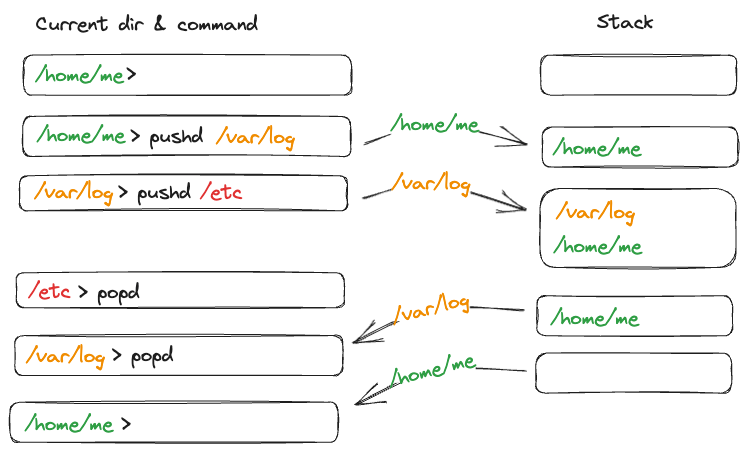 Current dir & command
Stack
/home/me >
/home/me > pushd /var/log
/home/me
/home/me
/var/log > pushd /etc
/var/log
/var/log
/home/me
/etc > popd
/var/log
/home/me
/var/log > popd
/home/me
/home/me >